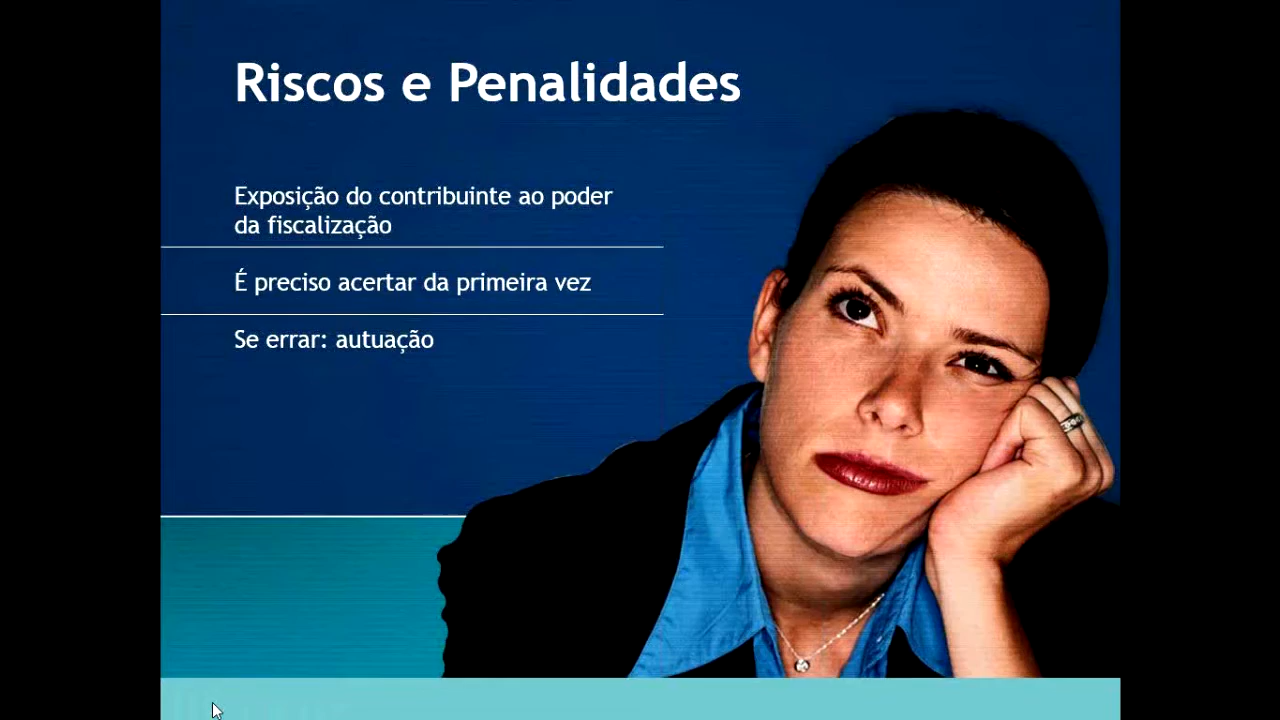 Riscos e Penalidades
Exposição do contribuinte ao poder
da fiscalização
É preciso acertar da primeira vez
Se errar: autuação